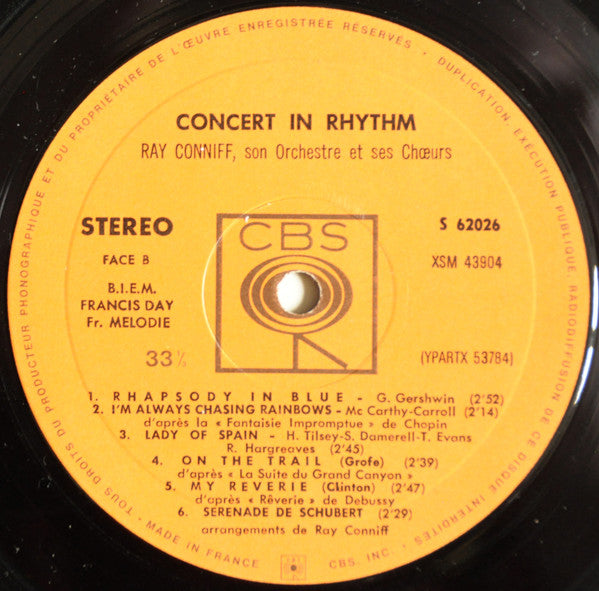 TOUS DROITS DU PRODUCTEUR PHONOGRAPHIQUE ET DU PROPRIÉTAIRE DE L'ŒUVRE ENREGISTRÉE RÉSERVÉS • DUPLICATION, EXÉCUTION PUBLIQUE, RADIODIFFUSION DE CE DISQUE INTERDITES •
CONCERT IN RHYTHM
RAY CONNIFF, son Orchestre et ses Chœurs
STEREO
FACE B
B.I.E.M.
FRANCIS DAY
Fr. MELODIE
33⅓
CBS
S 62026
XSM 43904
(YPARTX 53784)
1. RHAPSODY IN BLUE - G. Gershwin (2'52)
2. I'M ALWAYS CHASING RAINBOWS - Mc Carthy-Carroll (2'14)
d'après la « Fantaisie Impromptue » de Chopin
3. LADY OF SPAIN - H. Tilsey-S. Damerell-T. Evans
R. Hargreaves (2'45)
4. ON THE TRAIL (Grofe) (2'39)
d'après « La Suite du Grand Canyon »
5. MY REVERIE (Clinton) (2'47)
d'après « Rêverie » de Debussy
6. SERENADE DE SCHUBERT (2'29)
arrangements de Ray Conniff
• MADE IN FRANCE
CBS. INC. •